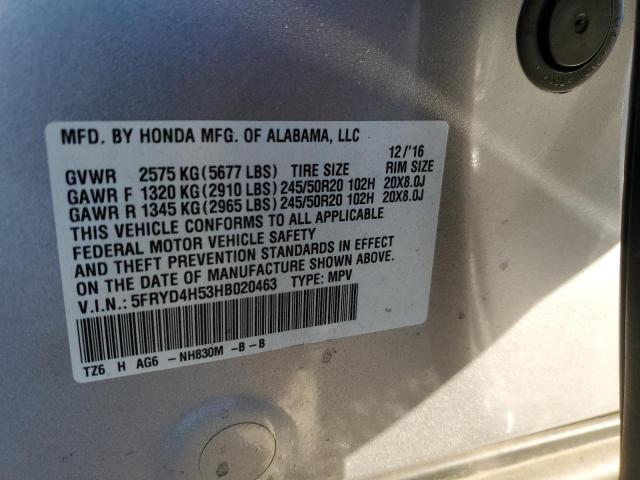 MFD. BY HONDA MFG. OF ALABAMA, LLC
12/'16
GVWR 2575 KG (5677 LBS) TIRE SIZE RIM SIZE
GAWR F 1320 KG (2910 LBS) 245/50R20 102H 20X8.0J
GAWR R 1345 KG (2965 LBS) 245/50R20 102H 20X8.0J
THIS VEHICLE CONFORMS TO ALL APPLICABLE
FEDERAL MOTOR VEHICLE SAFETY
AND THEFT PREVENTION STANDARDS IN EFFECT
ON THE DATE OF MANUFACTURE SHOWN ABOVE.
V.I.N.: 5FRYD4H53HB020463 TYPE: MPV
TZ6 H AG6 - NH830M -B - B